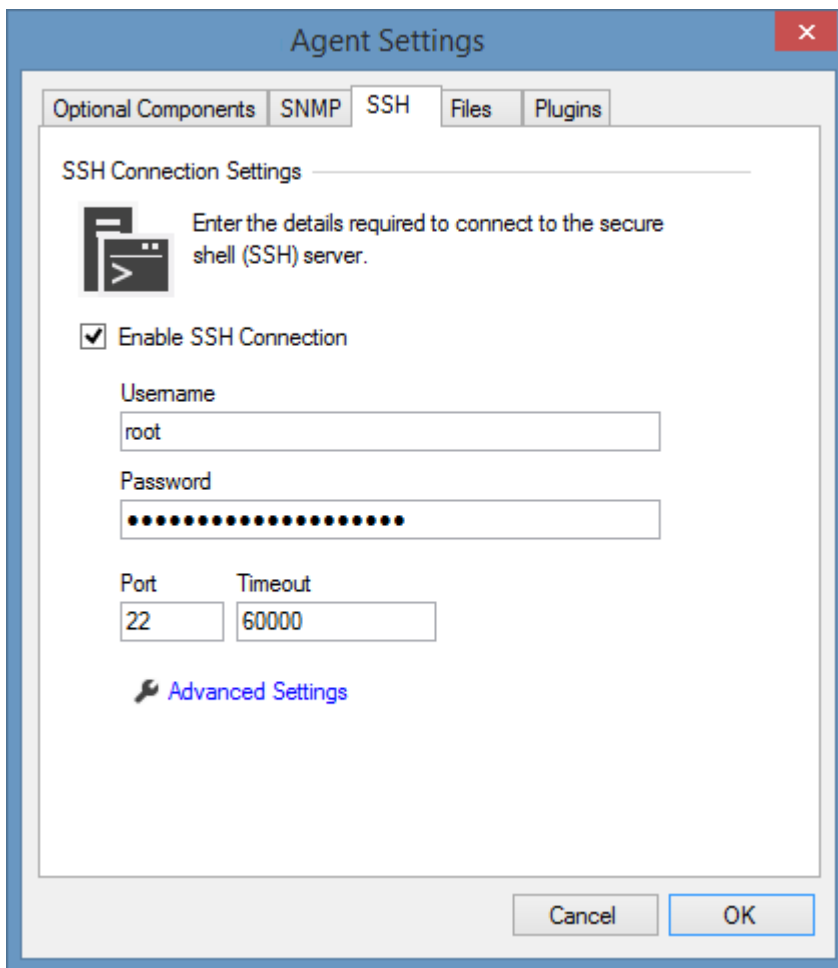 Agent Settings
Optional Components SNMP SSH Files Plugins
SSH Connection Settings
Enter the details required to connect to the secure
shell (SSH) server.
Enable SSH Connection
Username
root
Password
●●●●●●●●●●●●●●●●●●●●●
Port Timeout
22 60000
Advanced Settings
Cancel OK